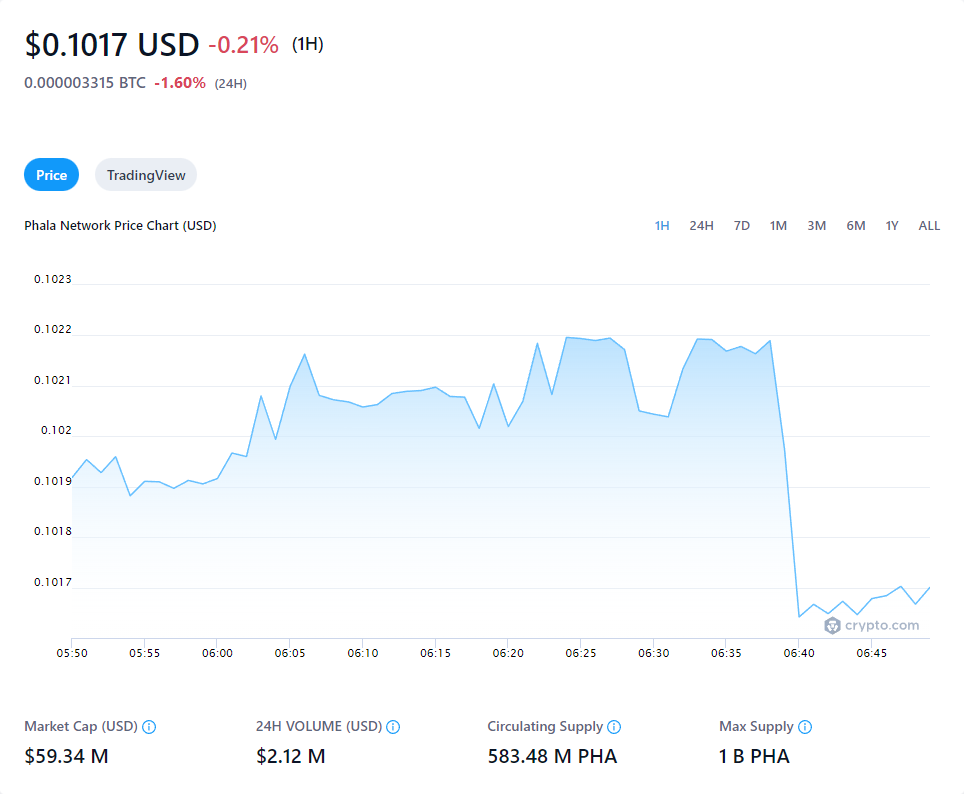 $0.1017 USD -0.21% (1H)
0.000003315 BTC -1.60% (24H)
Price TradingView
Phala Network Price Chart (USD) 1H 24H 7D 1M 3M 6M 1Y ALL
0.1023
0.1022
0.1021
0.102
0.1019
0.1018
0.1017
crypto.com
05:50 05:55 06:00 06:05 06:10 06:15 06:20 06:25 06:30 06:35 06:40 06:45
Market Cap (USD) 24H VOLUME (USD) Circulating Supply Max Supply
$59.34 M $2.12 M 583.48 M PHA 1 B PHA